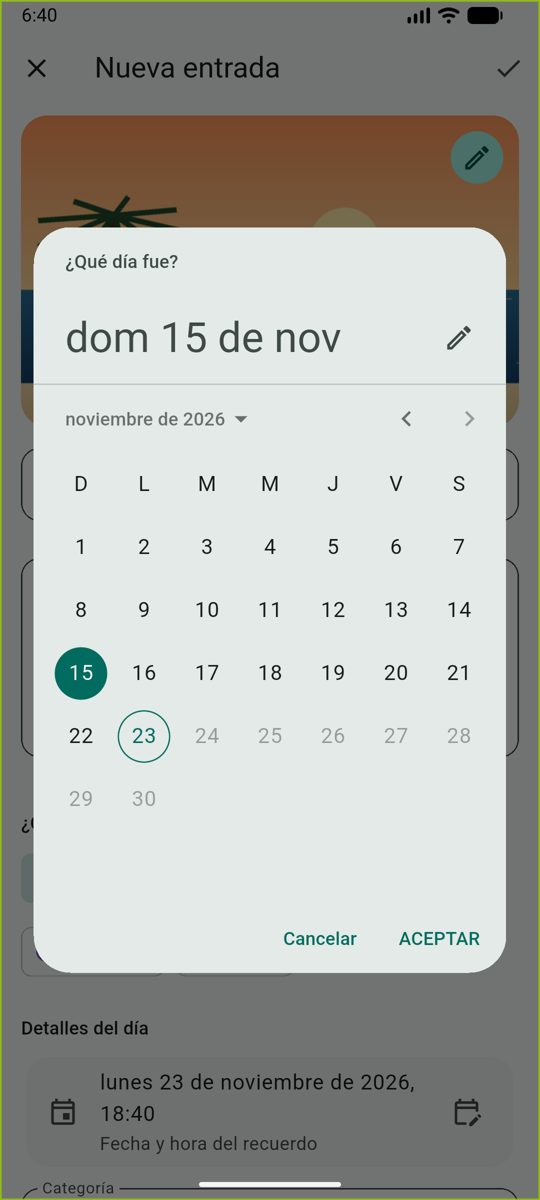 6:40
Nueva entrada
¿Qué día fue?
dom 15 de nov
noviembre de 2026
D L M M J V S
1 2 3 4 5 6 7
8 9 10 11 12 13 14
15 16 17 18 19 20 21
22 23 24 25 26 27 28
29 30
Cancelar ACEPTAR
Detalles del día
lunes 23 de noviembre de 2026,
18:40
Fecha y hora del recuerdo
Categoría